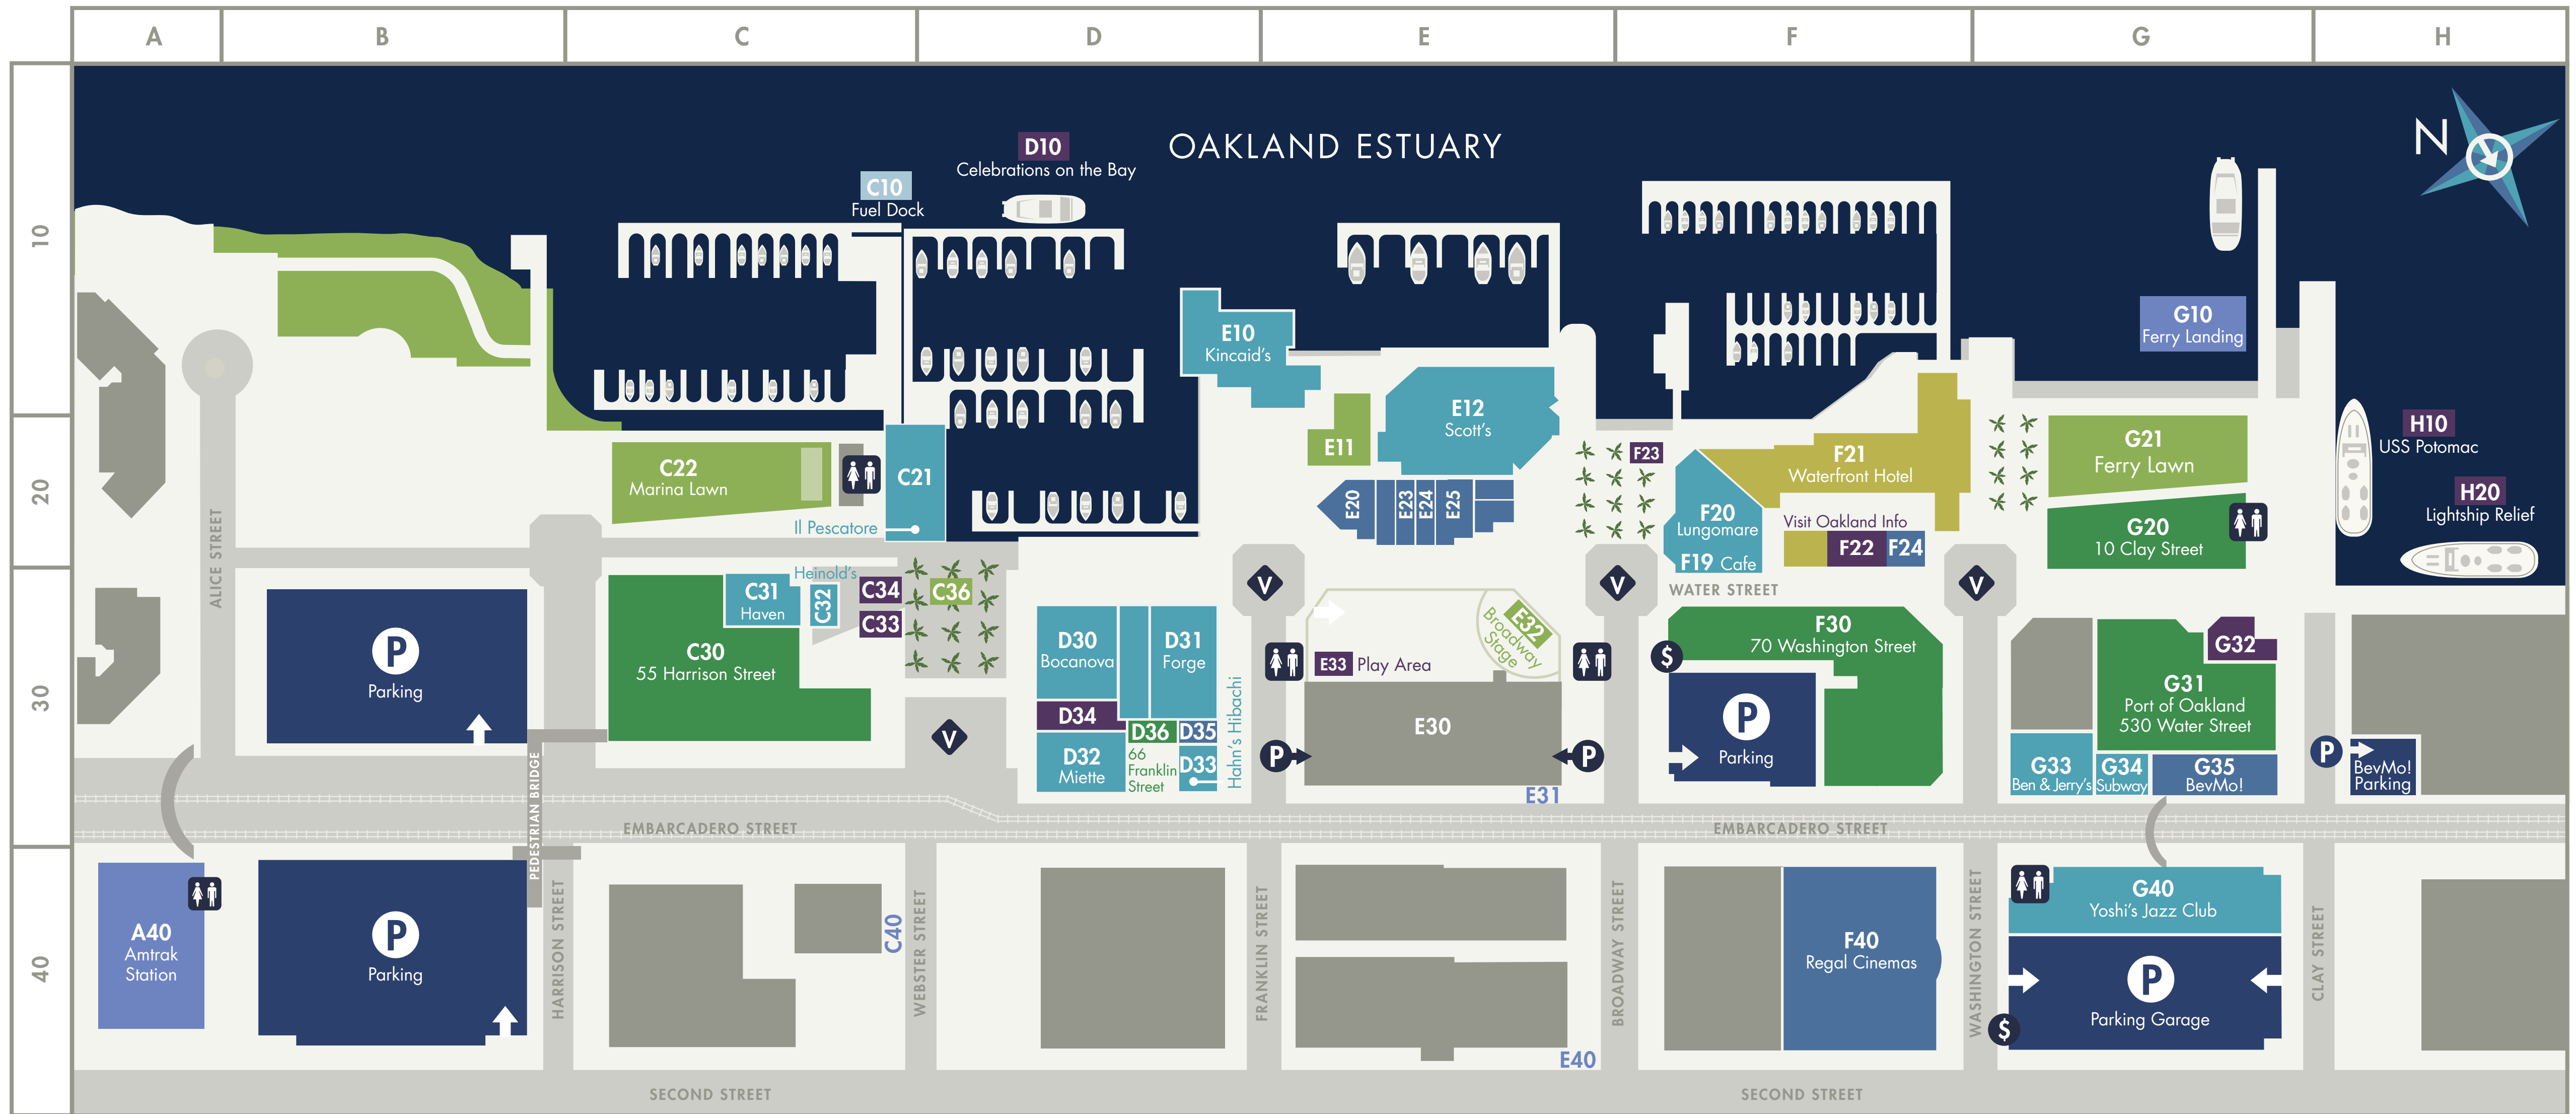 A
B
C
D
E
F
G
H
10
20
30
40
OAKLAND ESTUARY
N
D10
Celebrations on the Bay
C10
Fuel Dock
E10
Kincaid's
G10
Ferry Landing
H10
USS Potomac
H20
Lightship Relief
E11
E12
Scott's
C22
Marina Lawn
C21
Il Pescatore
E20
E23
E24
E25
F23
F21
Waterfront Hotel
F20
Lungomare
F19 Cafe
Visit Oakland Info
F22
F24
G21
Ferry Lawn
G20
10 Clay Street
ALICE STREET
WATER STREET
V
V
V
V
Heinold's
C31
Haven
C32
C34
C33
C36
C30
55 Harrison Street
P
Parking
D30
Bocanova
D31
Forge
D34
D36
D35
D32
Miette
66
Franklin
Street
D33
Hahn's Hibachi
E32
Broadway
Stage
E33 Play Area
E30
P
P
E31
F30
70 Washington Street
$
P
Parking
G32
G31
Port of Oakland
530 Water Street
G33
Ben & Jerry's
G34
Subway
G35
BevMo!
P
BevMo!
Parking
PEDESTRIAN BRIDGE
EMBARCADERO STREET
EMBARCADERO STREET
A40
Amtrak
Station
P
Parking
HARRISON STREET
C40
WEBSTER STREET
FRANKLIN STREET
E40
BROADWAY STREET
F40
Regal Cinemas
WASHINGTON STREET
G40
Yoshi's Jazz Club
P
Parking Garage
$
CLAY STREET
SECOND STREET
SECOND STREET